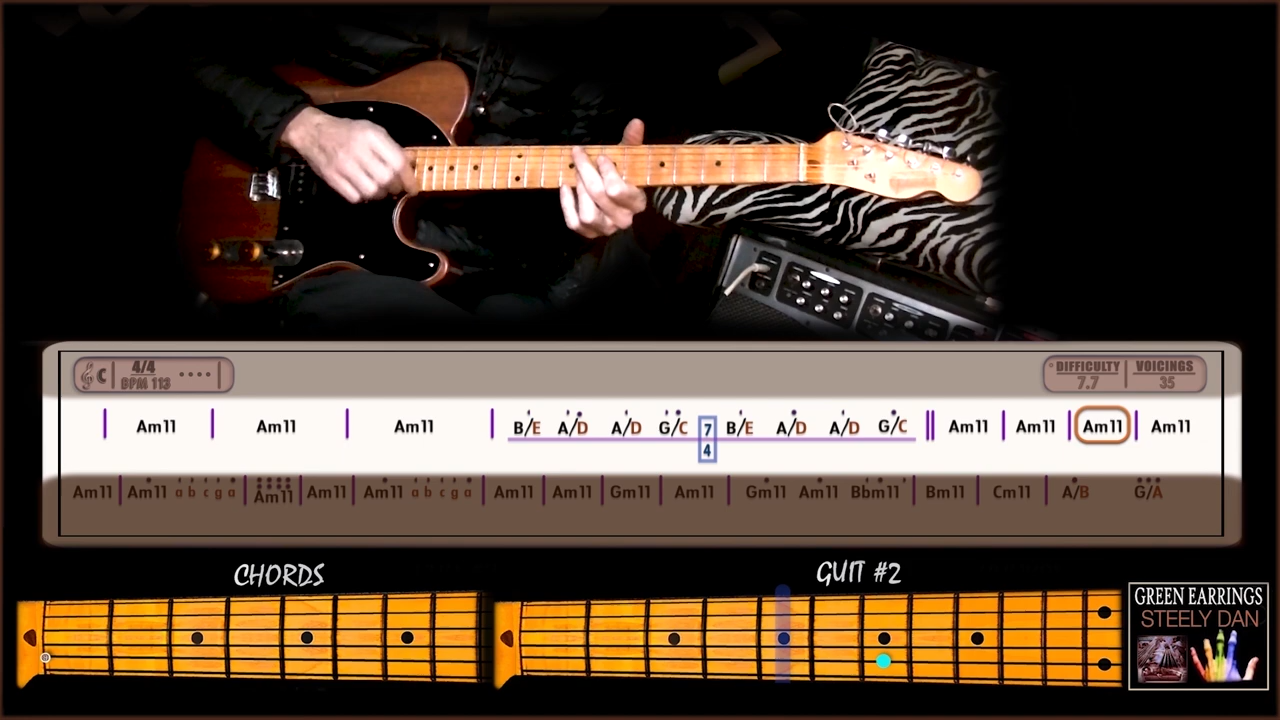 C 4/4 BPM 113
DIFFICULTY 7.7 VOICINGS 35
Am11 Am11 Am11 B/E A/D A/D G/C 7/4 B/E A/D A/D G/C Am11 Am11 Am11 Am11
Am11 Am11 a b c g a Am11 Am11 Am11 a b c g a Am11 Am11 Gm11 Am11 Gm11 Am11 Bbm11 Bm11 Cm11 A/B G/A
CHORDS
GUIT #2
GREEN EARRINGS
STEELY DAN